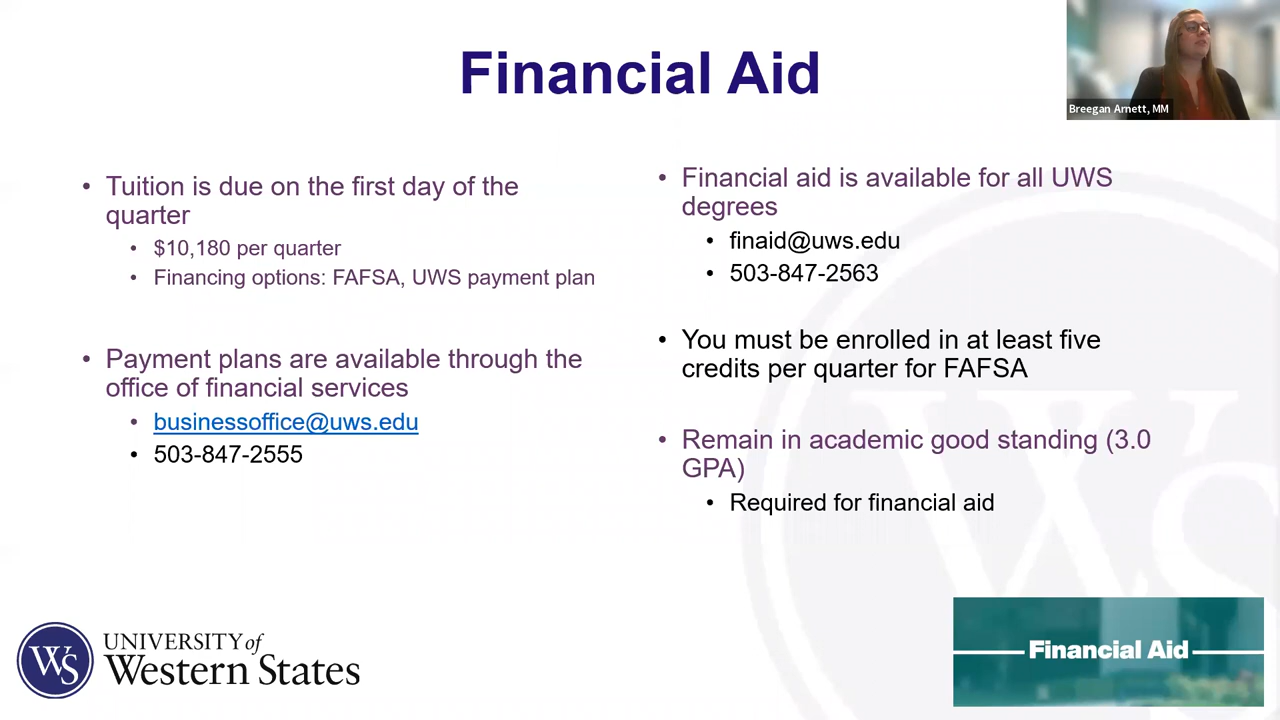 Financial Aid
Breegan Arnett, MM
• Tuition is due on the first day of the
quarter
• $10,180 per quarter
• Financing options: FAFSA, UWS payment plan
• Payment plans are available through the
office of financial services
• businessoffice@uws.edu
• 503-847-2555
• Financial aid is available for all UWS
degrees
• finaid@uws.edu
• 503-847-2563
• You must be enrolled in at least five
credits per quarter for FAFSA
• Remain in academic good standing (3.0
GPA)
• Required for financial aid
WS
WS
UNIVERSITY of
Western States
Financial Aid